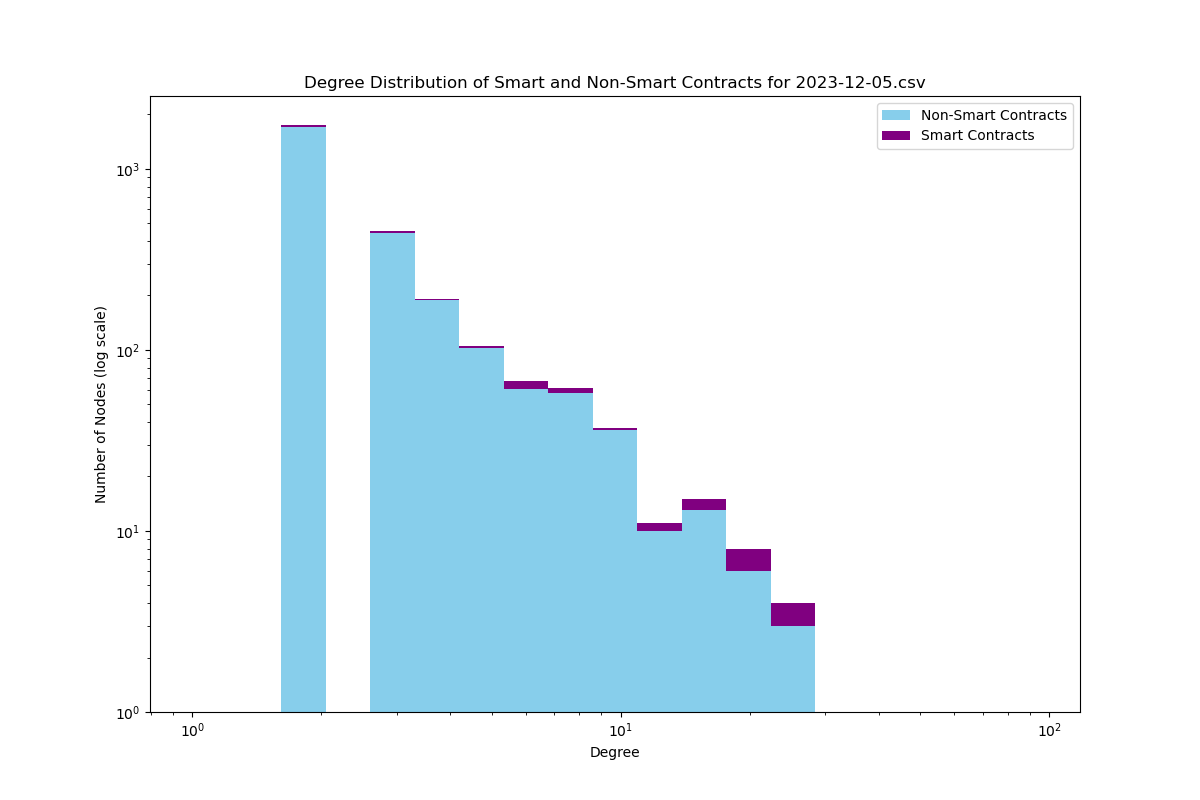 Degree Distribution of Smart and Non-Smart Contracts for 2023-12-05.csv
Non-Smart Contracts
Smart Contracts
Number of Nodes (log scale)
10³
10²
10¹
10⁰
10⁰ 10¹ 10²
Degree